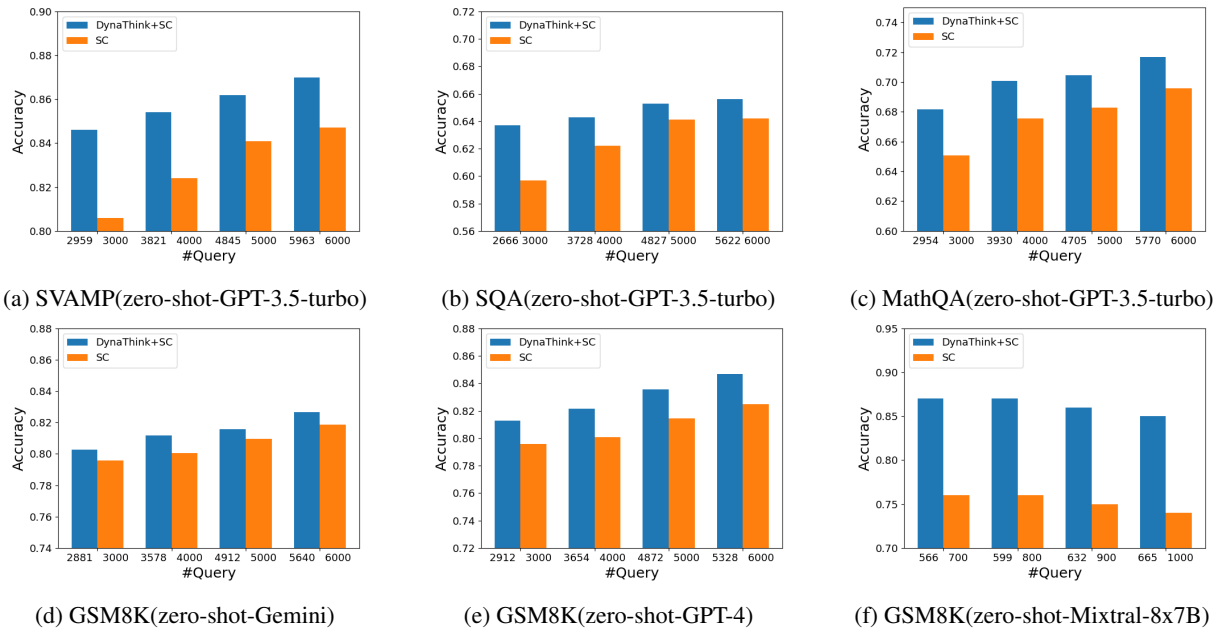 0.90
0.88
0.86
0.84
0.82
0.80
Accuracy
DynaThink+SC
SC
2959 3000 3821 4000 4845 5000 5963 6000
#Query
(a) SVAMP(zero-shot-GPT-3.5-turbo)
0.72
0.70
0.68
0.66
0.64
0.62
0.60
0.58
0.56
Accuracy
DynaThink+SC
SC
2666 3000 3728 4000 4827 5000 5622 6000
#Query
(b) SQA(zero-shot-GPT-3.5-turbo)
0.74
0.72
0.70
0.68
0.66
0.64
0.62
0.60
Accuracy
DynaThink+SC
SC
2954 3000 3930 4000 4705 5000 5770 6000
#Query
(c) MathQA(zero-shot-GPT-3.5-turbo)
0.88
0.86
0.84
0.82
0.80
0.78
0.76
0.74
Accuracy
DynaThink+SC
SC
2881 3000 3578 4000 4912 5000 5640 6000
#Query
(d) GSM8K(zero-shot-Gemini)
0.88
0.86
0.84
0.82
0.80
0.78
0.76
0.74
0.72
Accuracy
DynaThink+SC
SC
2912 3000 3654 4000 4872 5000 5328 6000
#Query
(e) GSM8K(zero-shot-GPT-4)
0.95
0.90
0.85
0.80
0.75
0.70
Accuracy
DynaThink+SC
SC
566 700 599 800 632 900 665 1000
#Query
(f) GSM8K(zero-shot-Mixtral-8x7B)